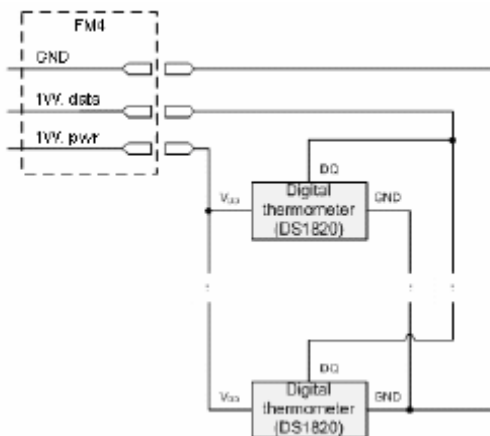 FM4
GND
1W. data
1W. pwr
DQ
VDD
Digital
thermometer
(DS1820)
GND
DQ
VDD
Digital
thermometer
(DS1820)
GND